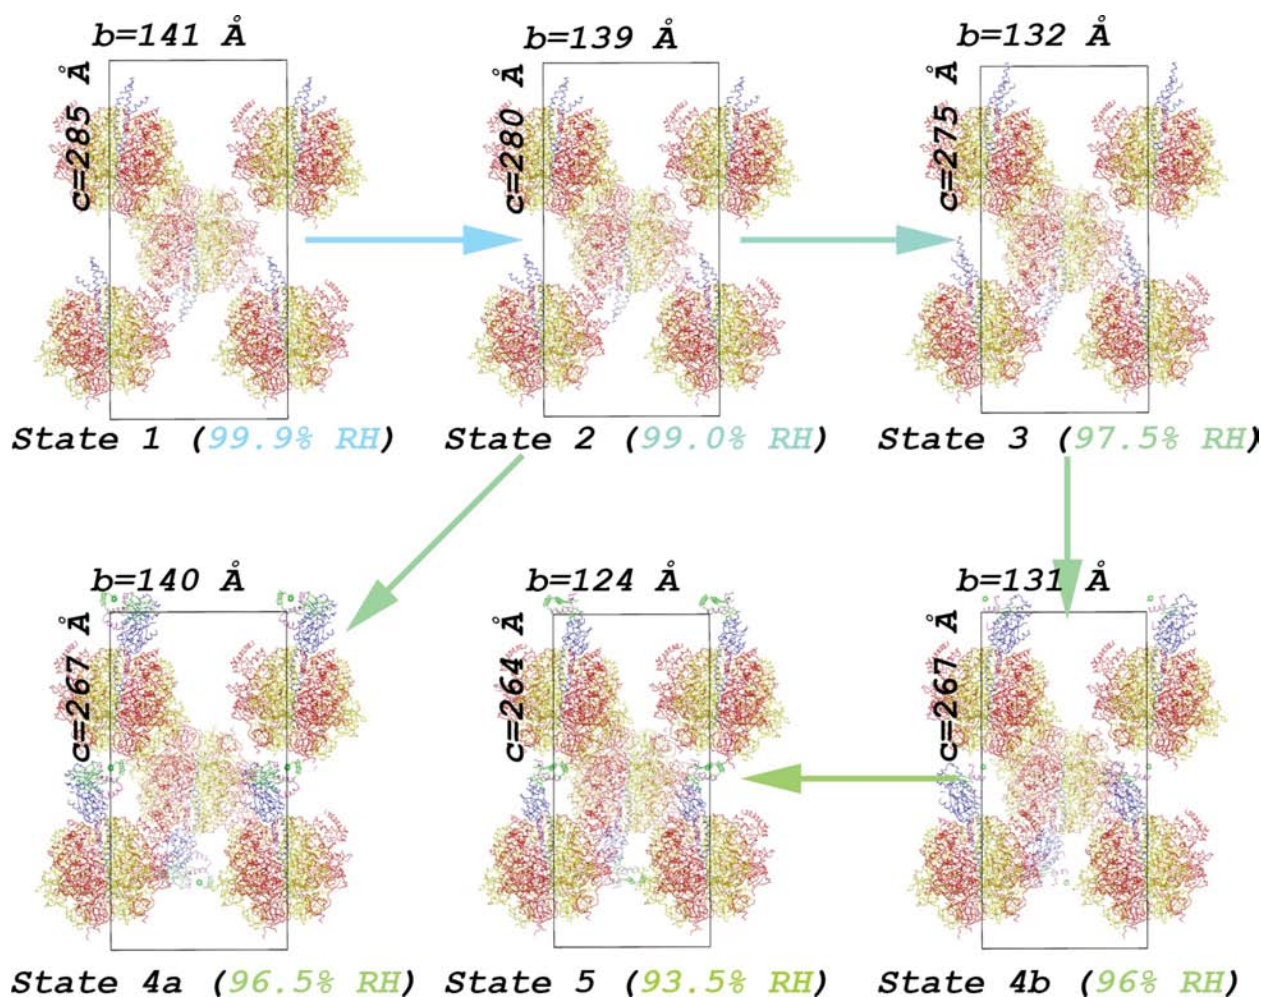 b=141 Å
c=285 Å
State 1 (99.9% RH)
b=139 Å
c=280 Å
State 2 (99.0% RH)
b=132 Å
c=275 Å
State 3 (97.5% RH)
b=140 Å
c=267 Å
State 4a (96.5% RH)
b=124 Å
c=264 Å
State 5 (93.5% RH)
b=131 Å
c=267 Å
State 4b (96% RH)